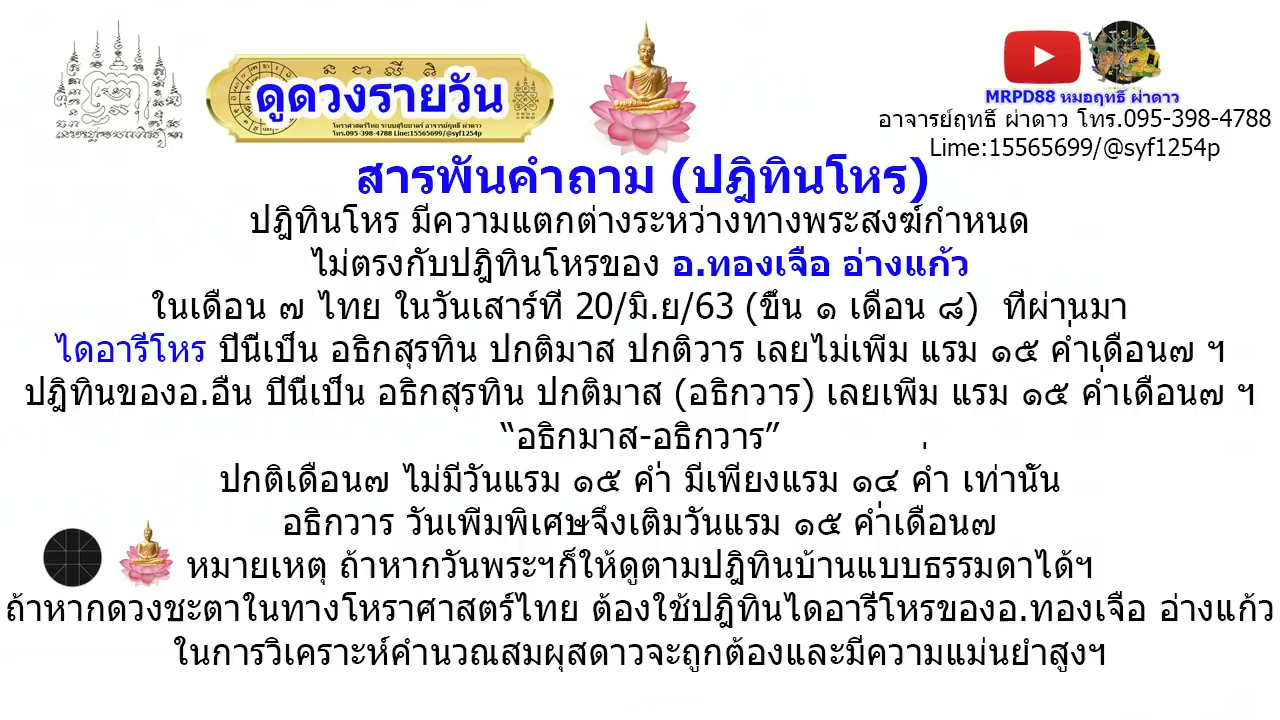 ดูดวงรายวัน
โทร.095-398-4788 Line:15565699/@syf1254p
MRPD88 หมอฤทธิ์ ผ่าดาว
อาจารย์ฤทธิ์ ผ่าดาว โทร.095-398-4788
Lime:15565699/@syf1254p
สารพันคำถาม (ปฎิทินโหร)
ปฎิทินโหร มีความแตกต่างระหว่างทางพระสงฆ์กำหนด
ไม่ตรงกับปฎิทินโหรของ อ.ทองเจือ อ่างแก้ว
ในเดือน ๗ ไทย ในวันเสาร์ที่ 20/มิ.ย/63 (ขึ้น ๑ เดือน ๘) ที่ผ่านมา
ไดอารี่โหร ปีนี้เป็น อธิกสุรทิน ปกติมาส ปกติวาร เลยไม่เพิ่ม แรม ๑๕ ค่ำเดือน๗ ฯ
ปฎิทินของอ.อื่น ปีนี้เป็น อธิกสุรทิน ปกติมาส (อธิกวาร) เลยเพิ่ม แรม ๑๕ ค่ำเดือน๗ ฯ
“อธิกมาส-อธิกวาร”
ปกติเดือน๗ ไม่มีวันแรม ๑๕ ค่ำ มีเพียงแรม ๑๔ ค่ำ เท่านั้น
อธิกวาร วันเพิ่มพิเศษจึงเติมวันแรม ๑๕ ค่ำเดือน๗
หมายเหตุ ถ้าหากวันพระฯก็ให้ดูตามปฎิทินบ้านแบบธรรมดาได้ฯ
ถ้าหากดวงชะตาในทางโหราศาสตร์ไทย ต้องใช้ปฎิทินไดอารี่โหรของอ.ทองเจือ อ่างแก้ว
ในการวิเคราะห์คำนวณสมผุสดาวจะถูกต้องและมีความแม่นยำสูงฯ